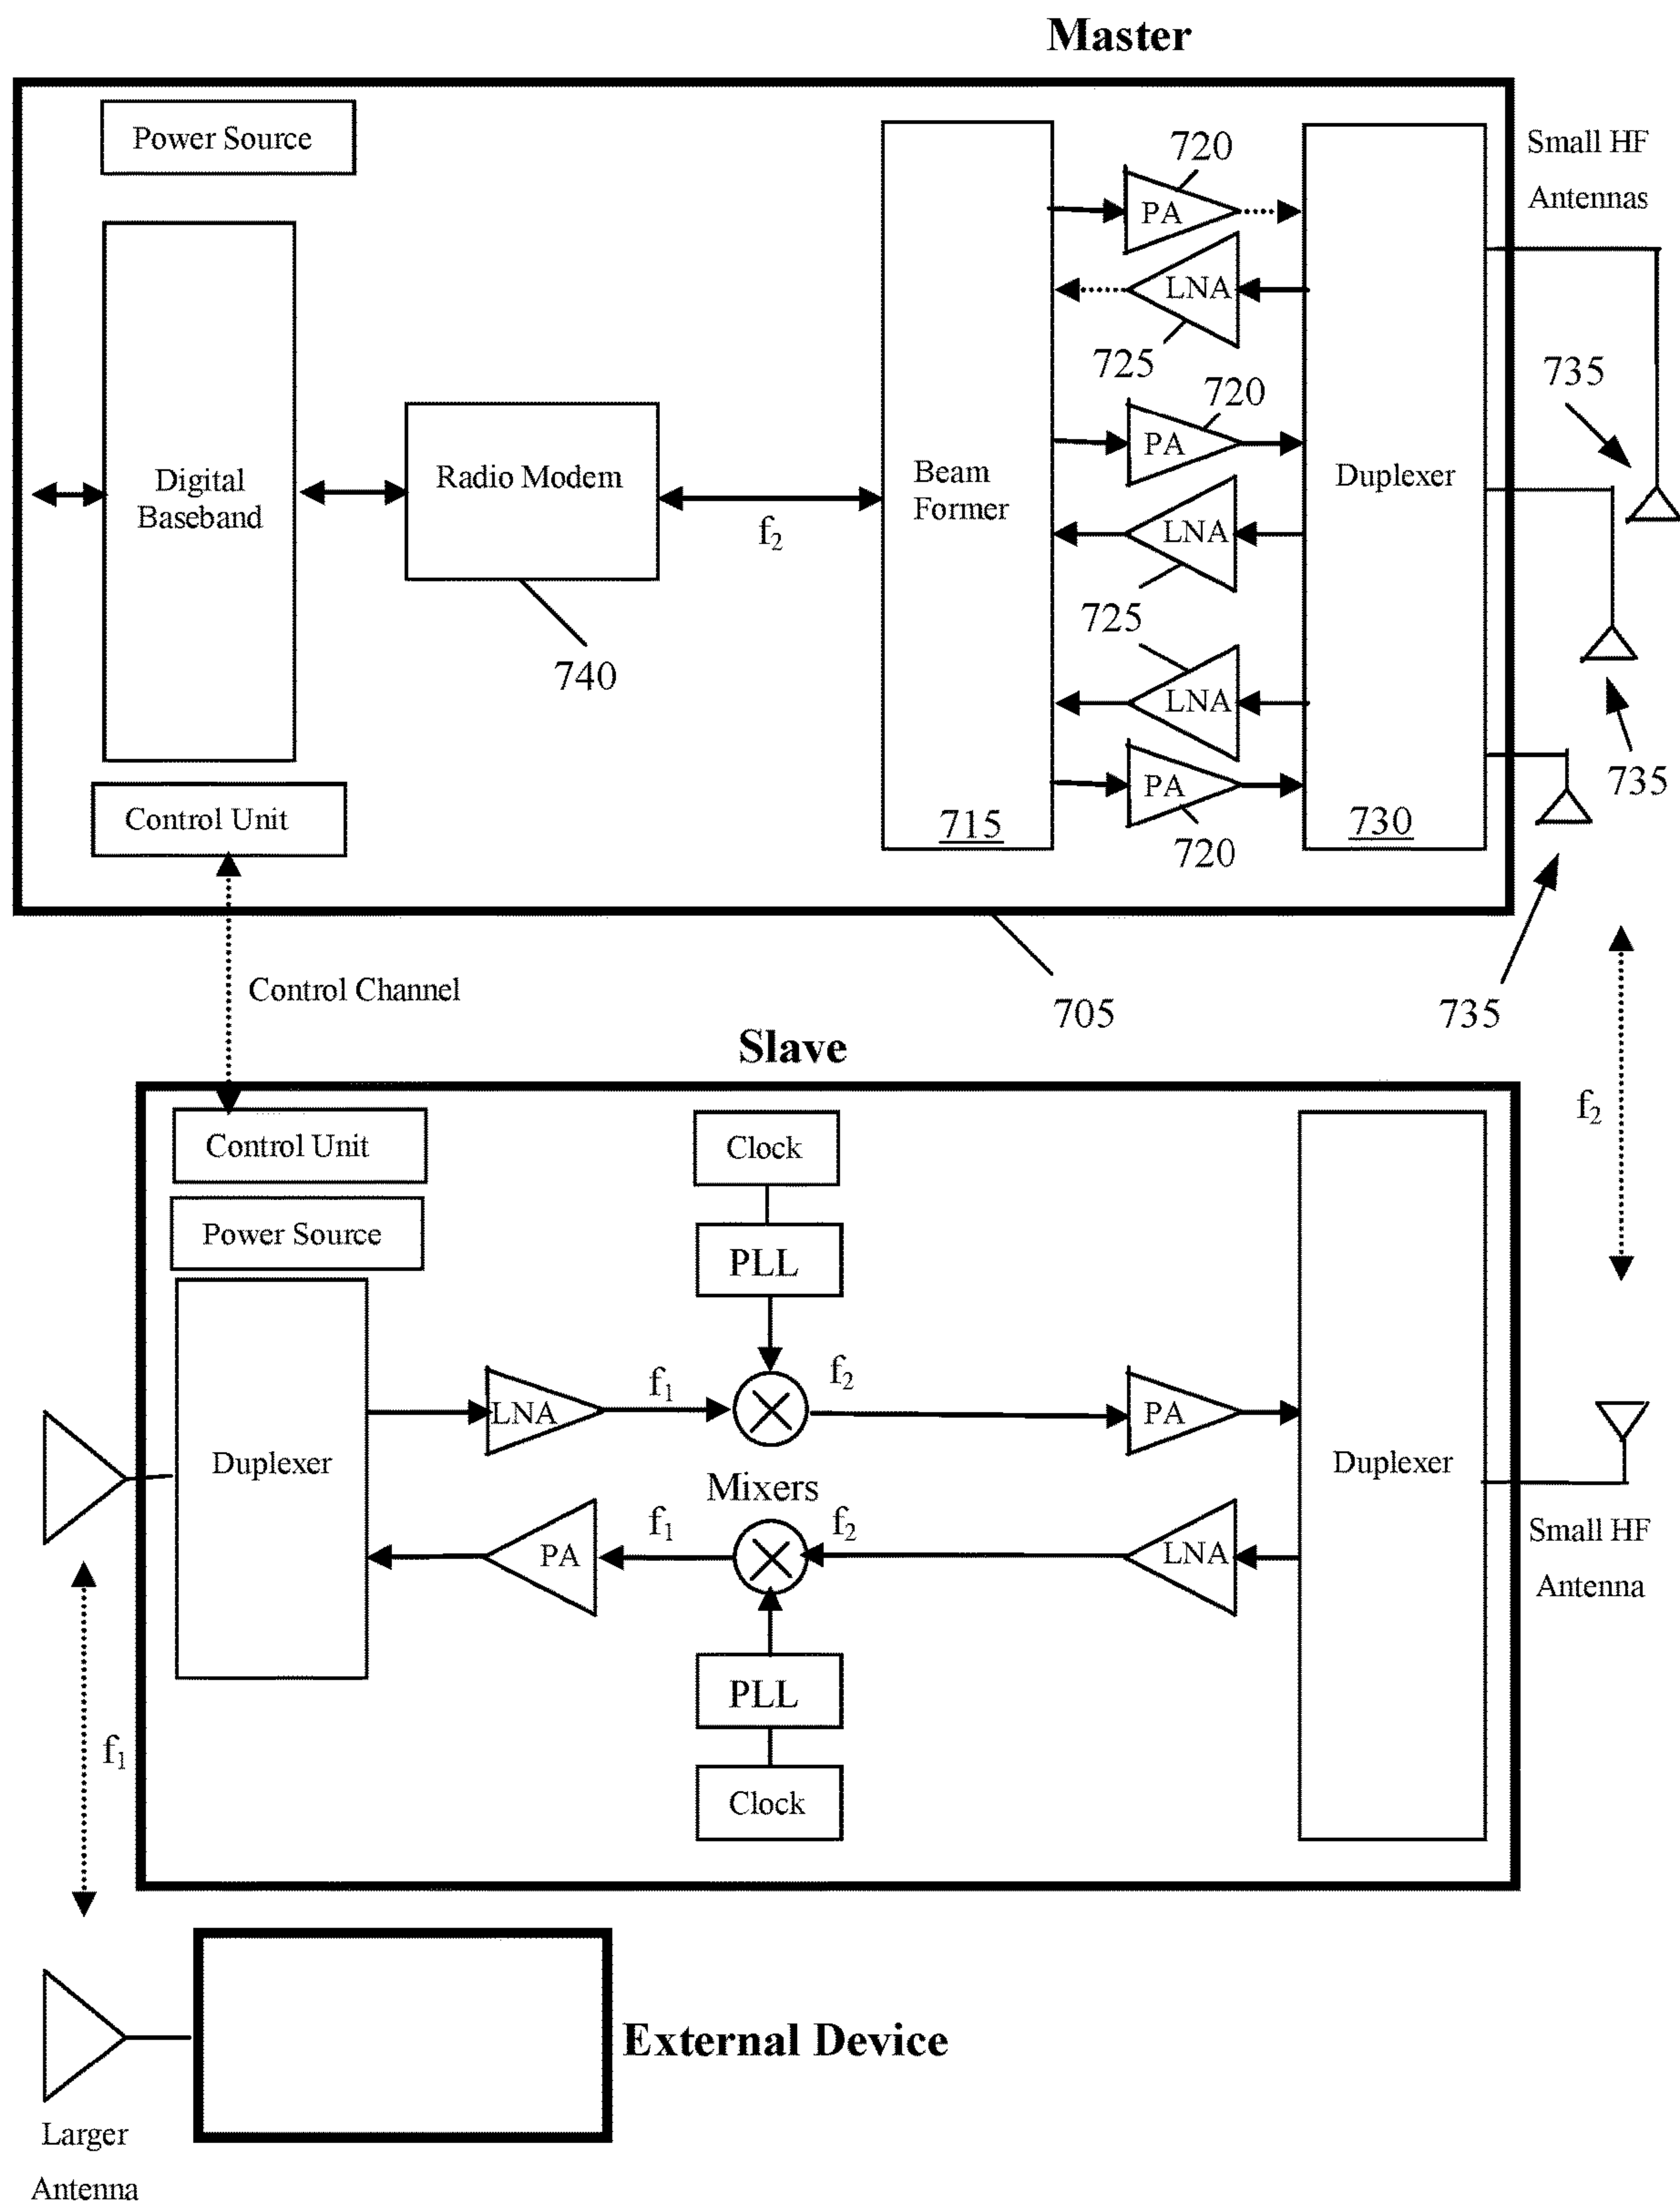 Master
Power Source
Small HF
Antennas
720
PA
LNA
725
735
720
PA
Digital
Baseband
Radio Modem
f₂
Beam
Former
Duplexer
LNA
725
740
LNA
735
PA
Control Unit
715
720
730
Control Channel
705
735
Slave
f₂
Control Unit
Clock
Power Source
PLL
LNA
f₁
f₂
PA
Duplexer
Mixers
Duplexer
f₁
f₂
PA
LNA
Small HF
Antenna
PLL
f₁
Clock
External Device
Larger
Antenna